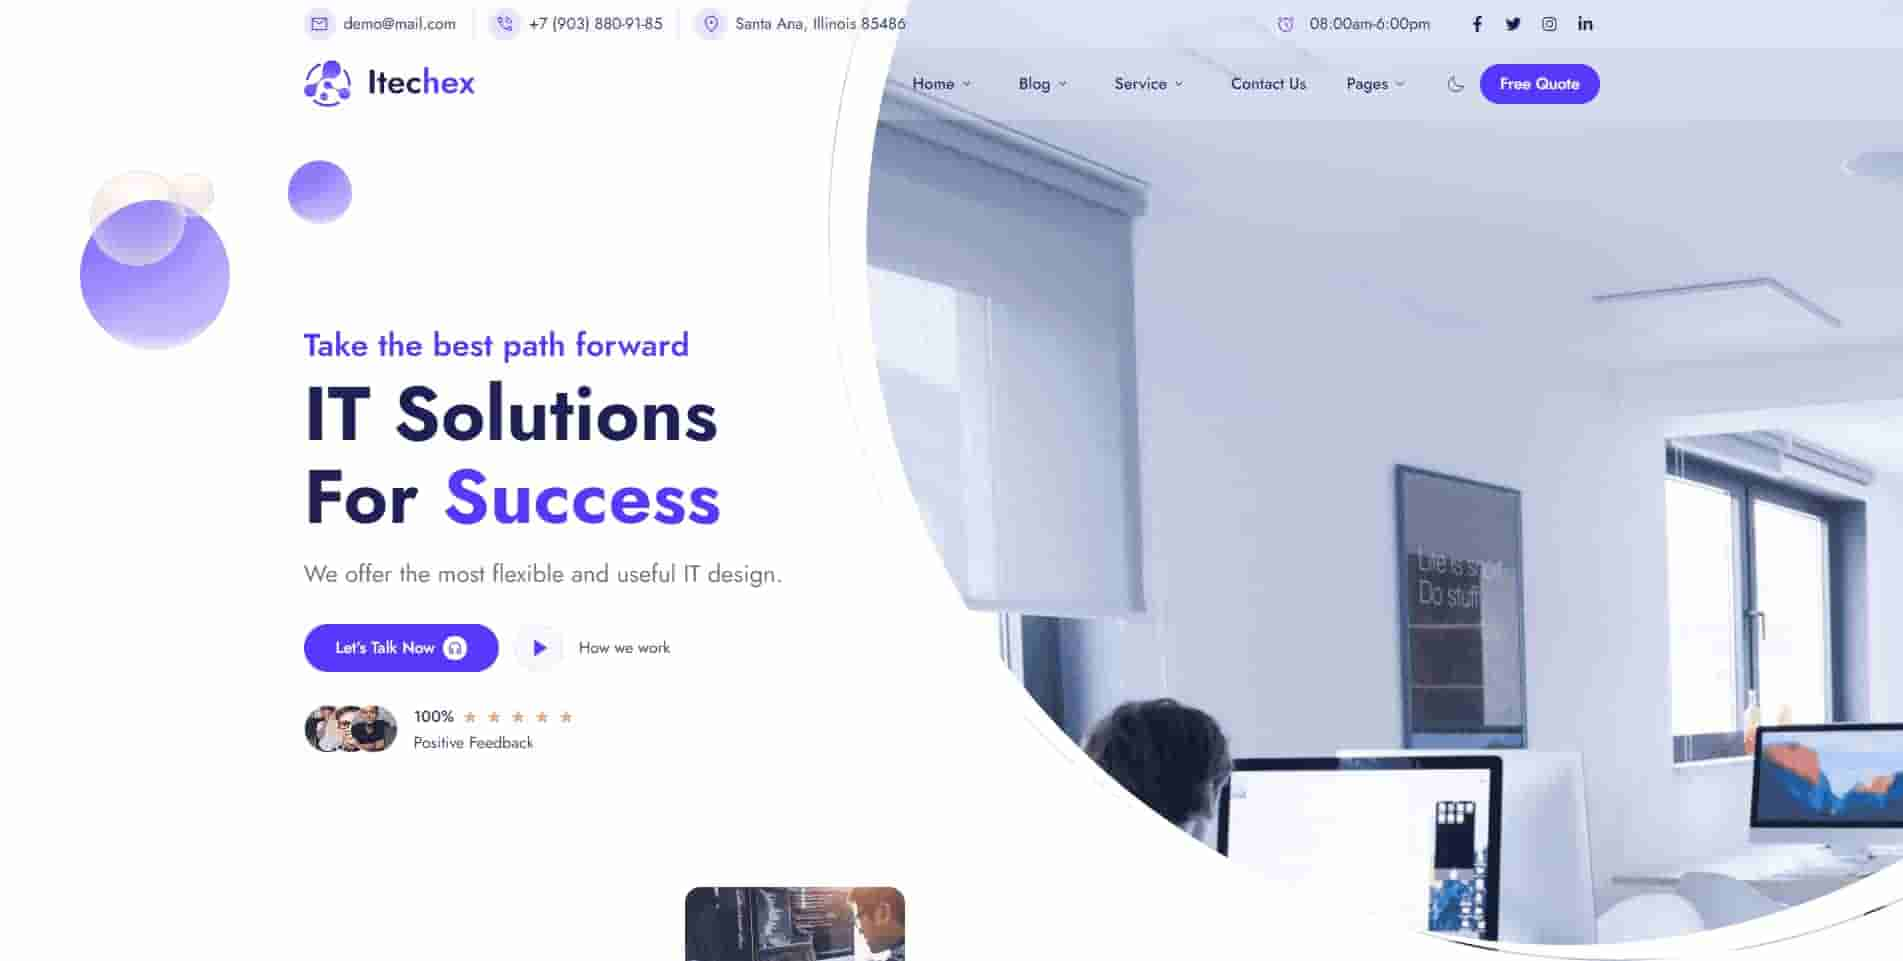 demo@mail.com
+7 (903) 880-91-85
Santa Ana, Illinois 85486
08:00am-6:00pm
Itechex
Home
Blog
Service
Contact Us
Pages
Free Quote
Take the best path forward
IT Solutions
For Success
We offer the most flexible and useful IT design.
Let's Talk Now
How we work
100%
Positive Feedback
Life is short
Do stuff